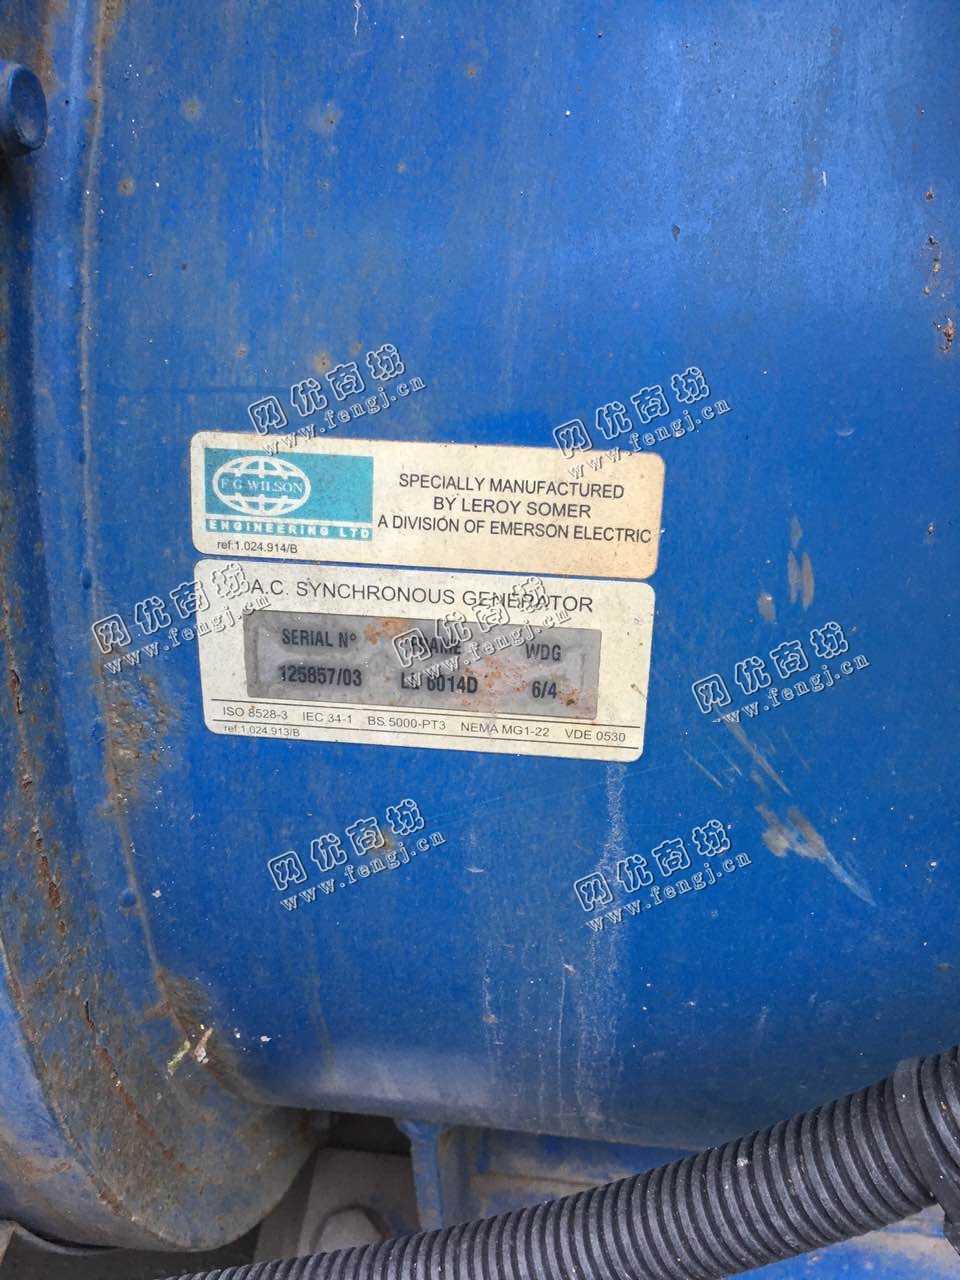 F G WILSON
ENGINEERING LTD
ref:1.024.914/B
SPECIALLY MANUFACTURED
BY LEROY SOMER
A DIVISION OF EMERSON ELECTRIC
A.C. SYNCHRONOUS GENERATOR
SERIAL Nº FRAME WDG
125857/03 6014D 6/4
ISO 8528-3 IEC 34-1 BS.5000-PT3 NEMA MG1-22 VDE 0530
ref:1.024.913/B
网优商城
www.fengj.cn
网优商城
www.fengj.cn
网优商城
www.fengj.cn
网优商城
www.fengj.cn
网优商城
www.fengj.cn
网优商城
www.fengj.cn
网优商城
www.fengj.cn